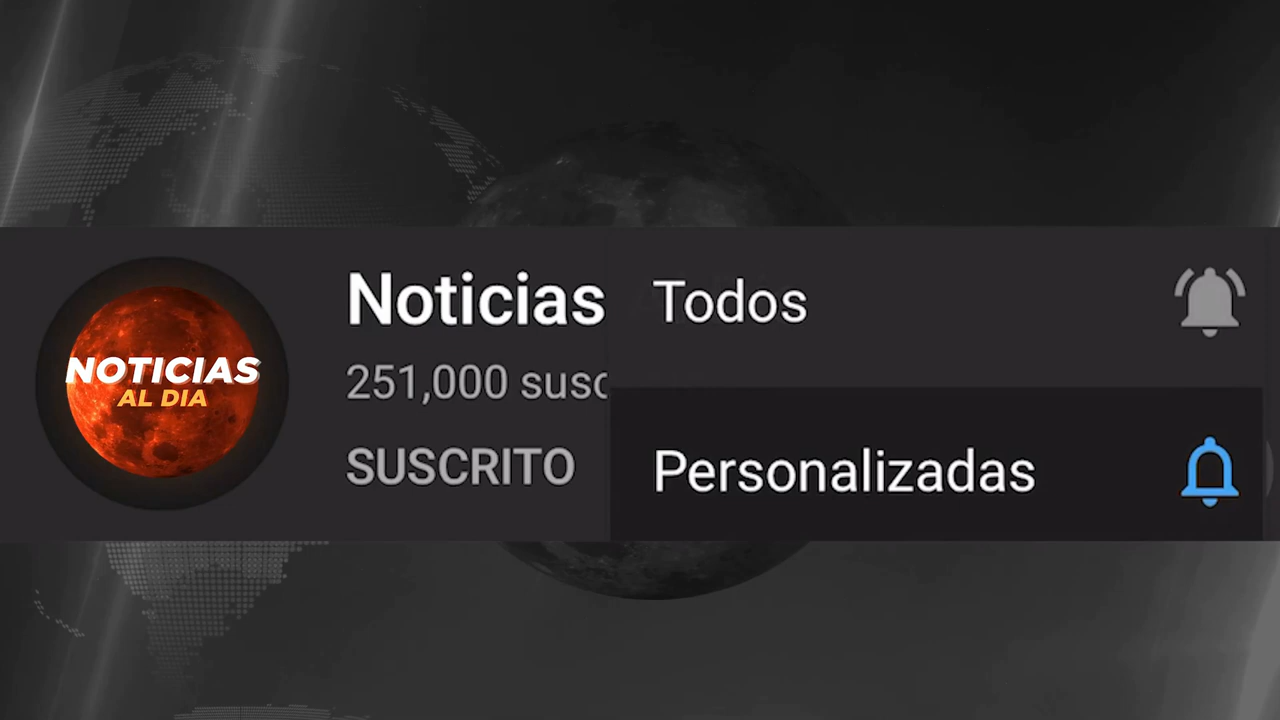 NOTICIAS
AL DIA
Noticias
251,000 susc
SUSCRITO
Todos
Personalizadas